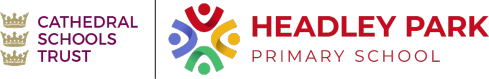 CATHEDRAL
SCHOOLS
TRUST
HEADLEY PARK
PRIMARY SCHOOL